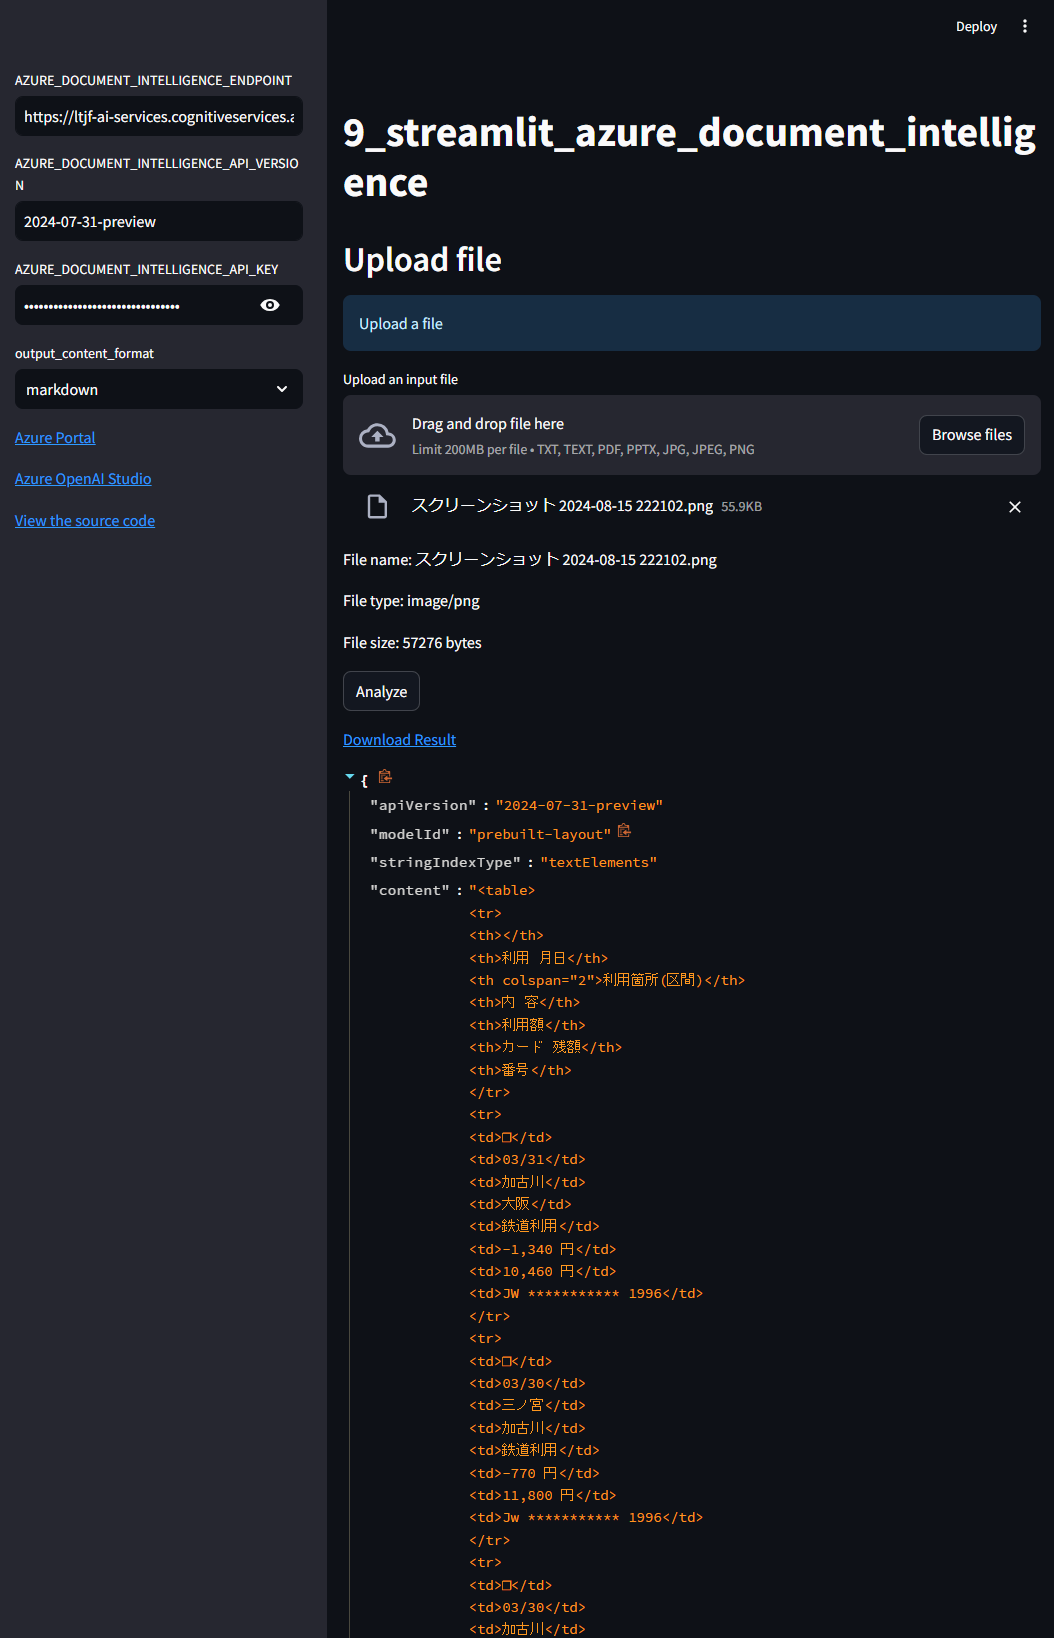 Deploy
AZURE_DOCUMENT_INTELLIGENCE_ENDPOINT
https://ltjf-ai-services.cognitiveservices.a
AZURE_DOCUMENT_INTELLIGENCE_API_VERSIO
N
2024-07-31-preview
AZURE_DOCUMENT_INTELLIGENCE_API_KEY
••••••••••••••••••••••••••••••••
output_content_format
markdown
Azure Portal
Azure OpenAI Studio
View the source code
9_streamlit_azure_document_intellig
ence
Upload file
Upload a file
Upload an input file
Drag and drop file here
Limit 200MB per file • TXT, TEXT, PDF, PPTX, JPG, JPEG, PNG
Browse files
スクリーンショット 2024-08-15 222102.png 55.9KB
File name: スクリーンショット 2024-08-15 222102.png
File type: image/png
File size: 57276 bytes
Analyze
Download Result
{
"apiVersion" : "2024-07-31-preview"
"modelId" : "prebuilt-layout"
"stringIndexType" : "textElements"
"content" : "<table>
<tr>
<th></th>
<th>利用 月日</th>
<th colspan="2">利用箇所(区間)</th>
<th>内 容</th>
<th>利用額</th>
<th>カード 残額</th>
<th>番号</th>
</tr>
<tr>
<td>□</td>
<td>03/31</td>
<td>加古川</td>
<td>大阪</td>
<td>鉄道利用</td>
<td>-1,340 円</td>
<td>10,460 円</td>
<td>JW *********** 1996</td>
</tr>
<tr>
<td>□</td>
<td>03/30</td>
<td>三ノ宮</td>
<td>加古川</td>
<td>鉄道利用</td>
<td>-770 円</td>
<td>11,800 円</td>
<td>Jw *********** 1996</td>
</tr>
<tr>
<td>□</td>
<td>03/30</td>
<td>加古川</td>